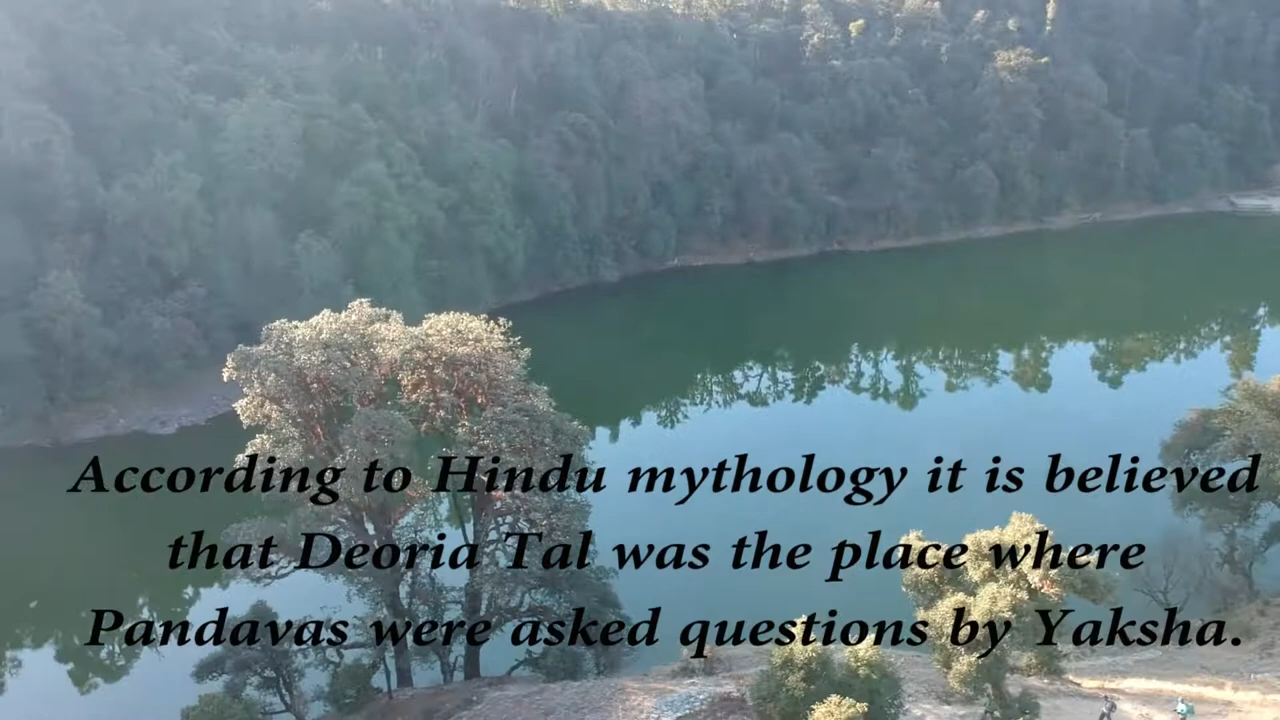 According to Hindu mythology it is believed
that Deoria Tal was the place where
Pandavas were asked questions by Yaksha.